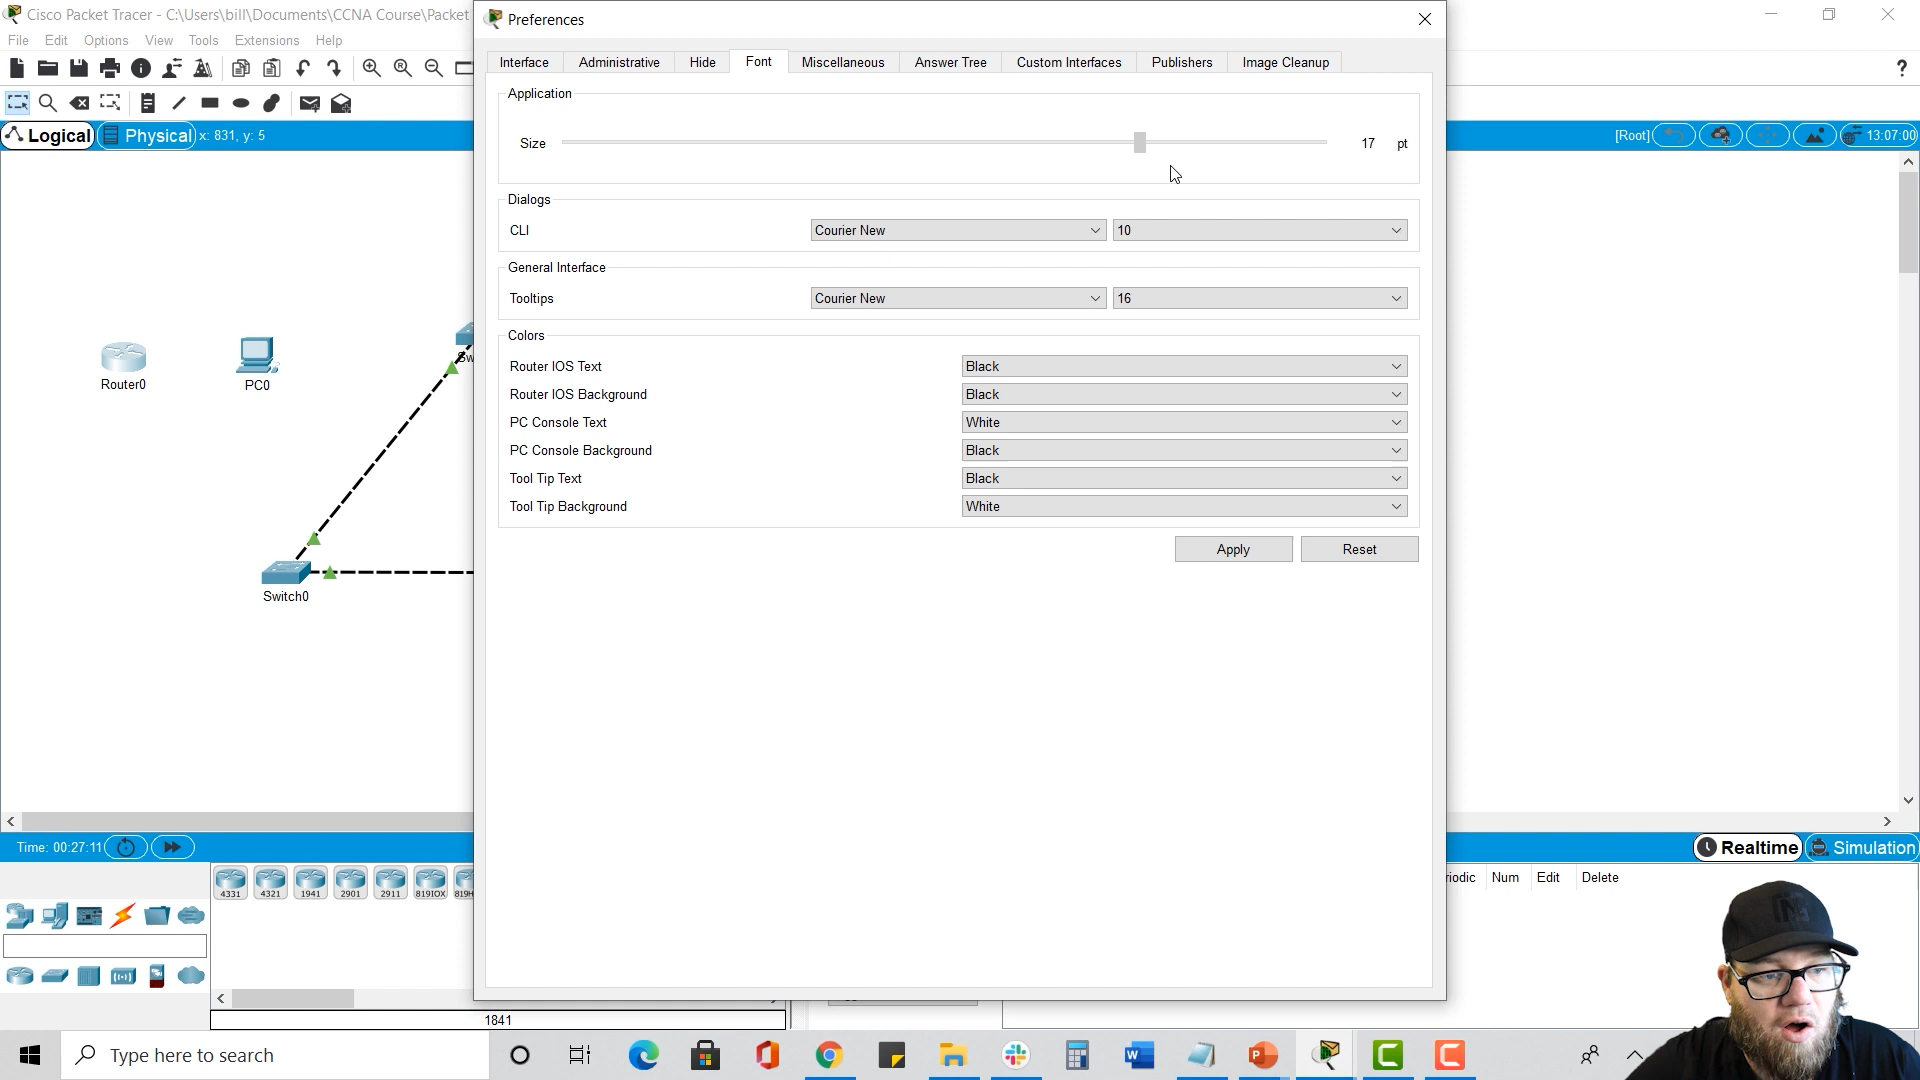 Cisco Packet Tracer - C:\Users\bill\Documents\CCNA Course\Packet
Preferences
File Edit Options View Tools Extensions Help
Interface Administrative Hide Font Miscellaneous Answer Tree Custom Interfaces Publishers Image Cleanup
?
Logical Physical x: 831, y: 5
[Root] 13:07:00
Application
Size 17 pt
Dialogs
CLI Courier New 10
General Interface
Tooltips Courier New 16
Colors
Router IOS Text Black
Router IOS Background Black
PC Console Text White
PC Console Background Black
Tool Tip Text Black
Tool Tip Background White
Apply Reset
Router0
PC0
Sw
Switch0
Time: 00:27:11
Realtime Simulation
4331 4321 1941 2901 2911 819IOX 819H
riodic Num Edit Delete
1841
Type here to search